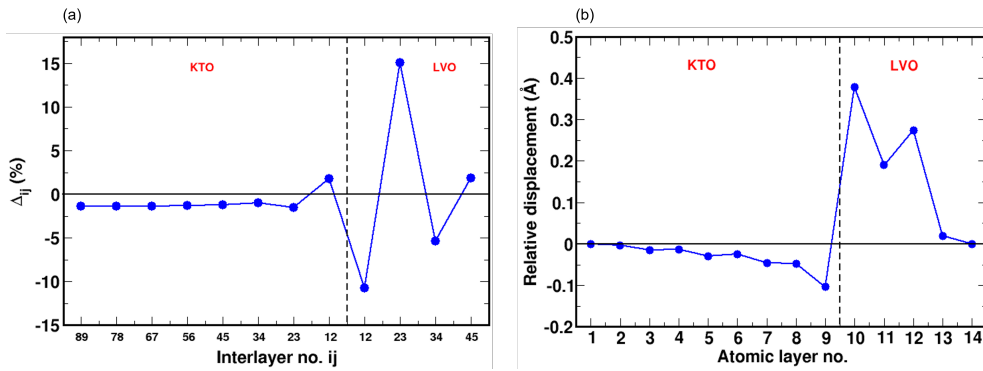 (a)
KTO
LVO
15
10
5
0
-5
-10
-15
Δij (%)
89 78 67 56 45 34 23 12 12 23 34 45
Interlayer no. ij
(b)
KTO
LVO
0.5
0.4
0.3
0.2
0.1
0
-0.1
-0.2
Relative displacement (Å)
1 2 3 4 5 6 7 8 9 10 11 12 13 14
Atomic layer no.